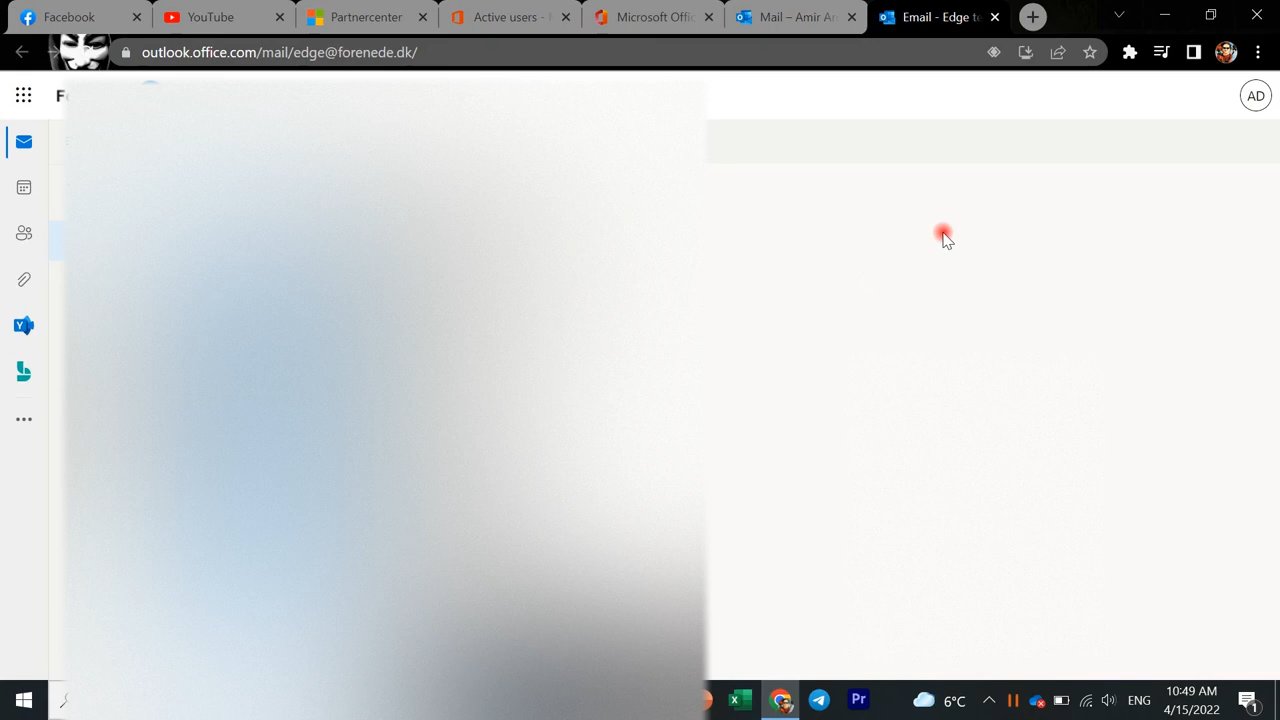 Facebook
YouTube
Partnercenter
Active users -
Microsoft Offic
Mail – Amir An
Email - Edge te
outlook.office.com/mail/edge@forenede.dk/
AD
6°C
ENG
10:49 AM
4/15/2022
1